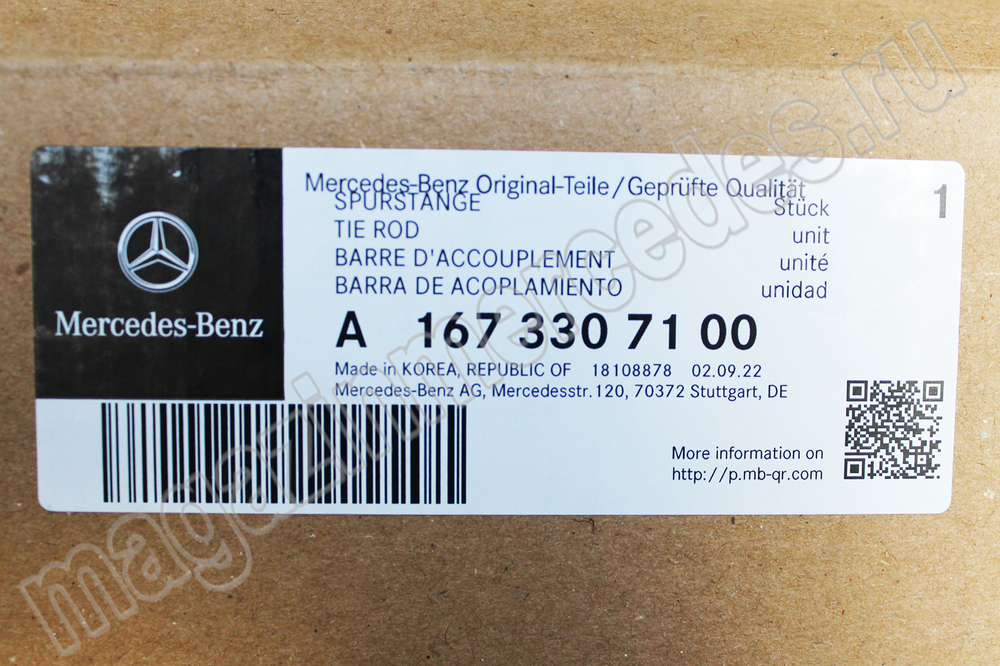 Mercedes-Benz
Mercedes-Benz Original-Teile/Geprüfte Qualität
1
SPURSTANGE Stück
TIE ROD unit
BARRE D'ACCOUPLEMENT unité
BARRA DE ACOPLAMIENTO unidad
A 167 330 71 00
Made in KOREA, REPUBLIC OF 18108878 02.09.22
Mercedes-Benz AG, Mercedesstr.120, 70372 Stuttgart, DE
More information on
http://p.mb-qr.com
magazinmercedes.ru